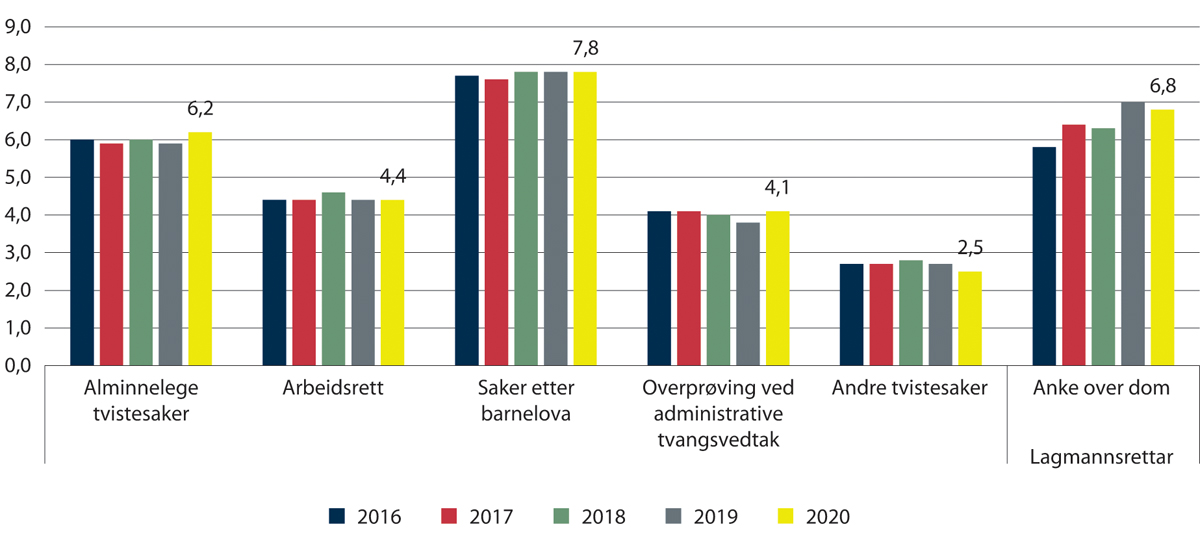 9,0
8,0
7,0
6,0
5,0
4,0
3,0
2,0
1,0
0,0
6,2
4,4
7,8
4,1
2,5
6,8
Alminnelege
tvistesaker
Arbeidsrett
Saker etter
barnelova
Overprøving ved
administrative
tvangsvedtak
Andre tvistesaker
Anke over dom
Lagmannsrettar
2016 2017 2018 2019 2020